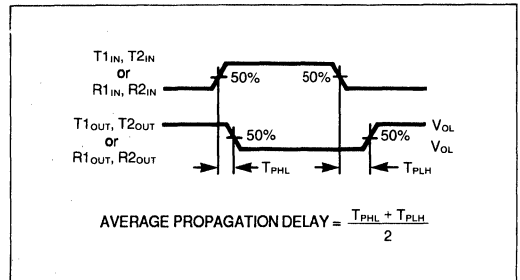 T1IN, T2IN
or
R1IN, R2IN
50%
50%
T1OUT, T2OUT
or
R1OUT, R2OUT
50%
50%
VOL
VOL
TPHL
TPLH
AVERAGE PROPAGATION DELAY = TPHL + TPLH
2